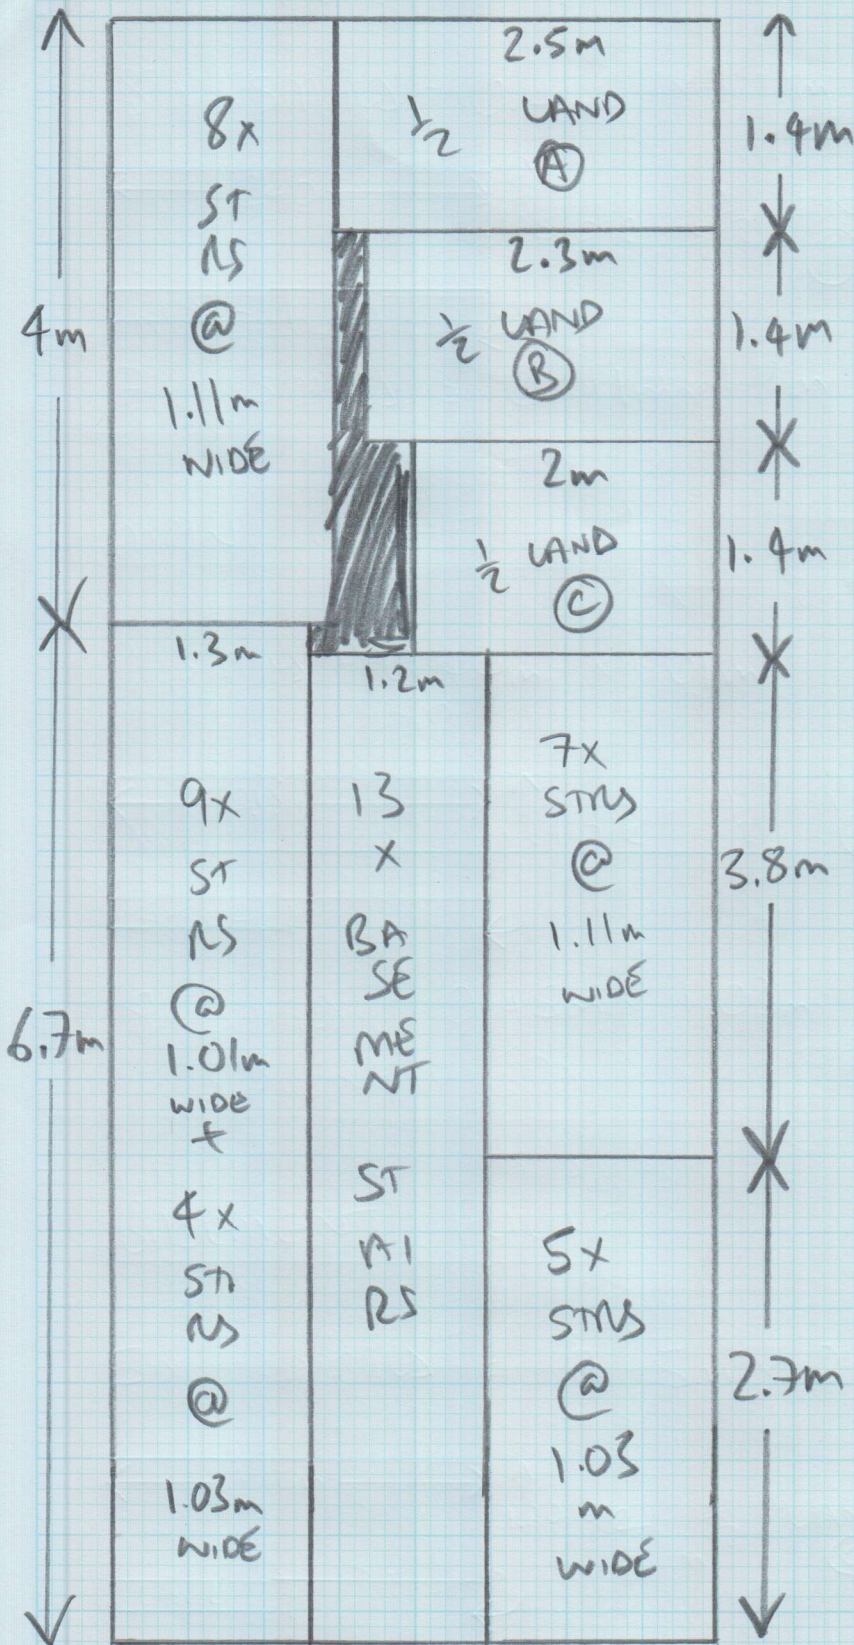 4m
6.7m
8x
ST
RS
@
1.11m
WIDE
2.5m
½ LAND
A
1.4m
2.3m
½ LAND
B
1.4m
2m
½ LAND
C
1.4m
1.3m
9x
ST
RS
@
1.01m
WIDE
+
4x
ST
RS
@
1.03m
WIDE
1.2m
13
x
BA
SE
ME
NT
ST
AI
RS
7x
STRS
@
1.11m
WIDE
3.8m
5x
STRS
@
1.03
m
WIDE
2.7m